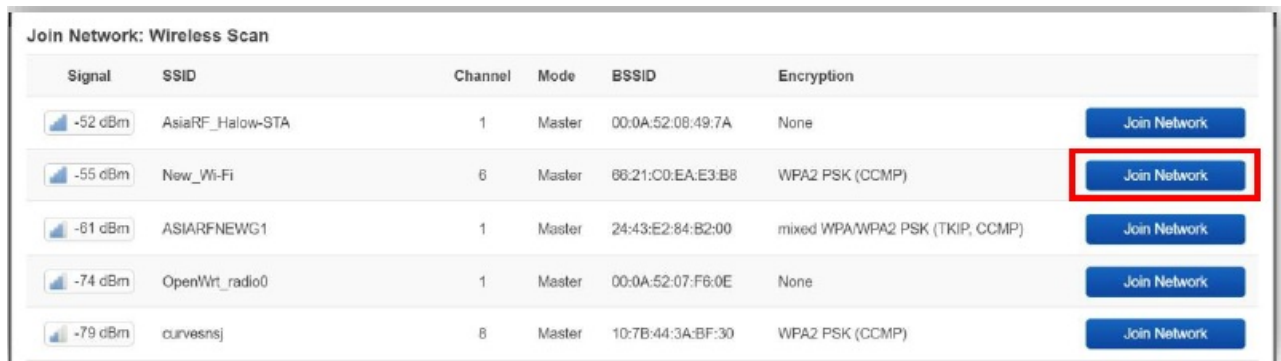 Join Network: Wireless Scan
Signal SSID Channel Mode BSSID Encryption
-52 dBm AsiaRF_Halow-STA 1 Master 00:0A:52:08:49:7A None Join Network
-55 dBm New_Wi-Fi 6 Master 66:21:C0:EA:E3:B8 WPA2 PSK (CCMP) Join Network
-61 dBm ASIARFNEWG1 1 Master 24:43:E2:84:B2:00 mixed WPA/WPA2 PSK (TKIP, CCMP) Join Network
-74 dBm OpenWrt_radio0 1 Master 00:0A:52:07:F6:0E None Join Network
-79 dBm curvesnsj 8 Master 10:7B:44:3A:BF:30 WPA2 PSK (CCMP) Join Network